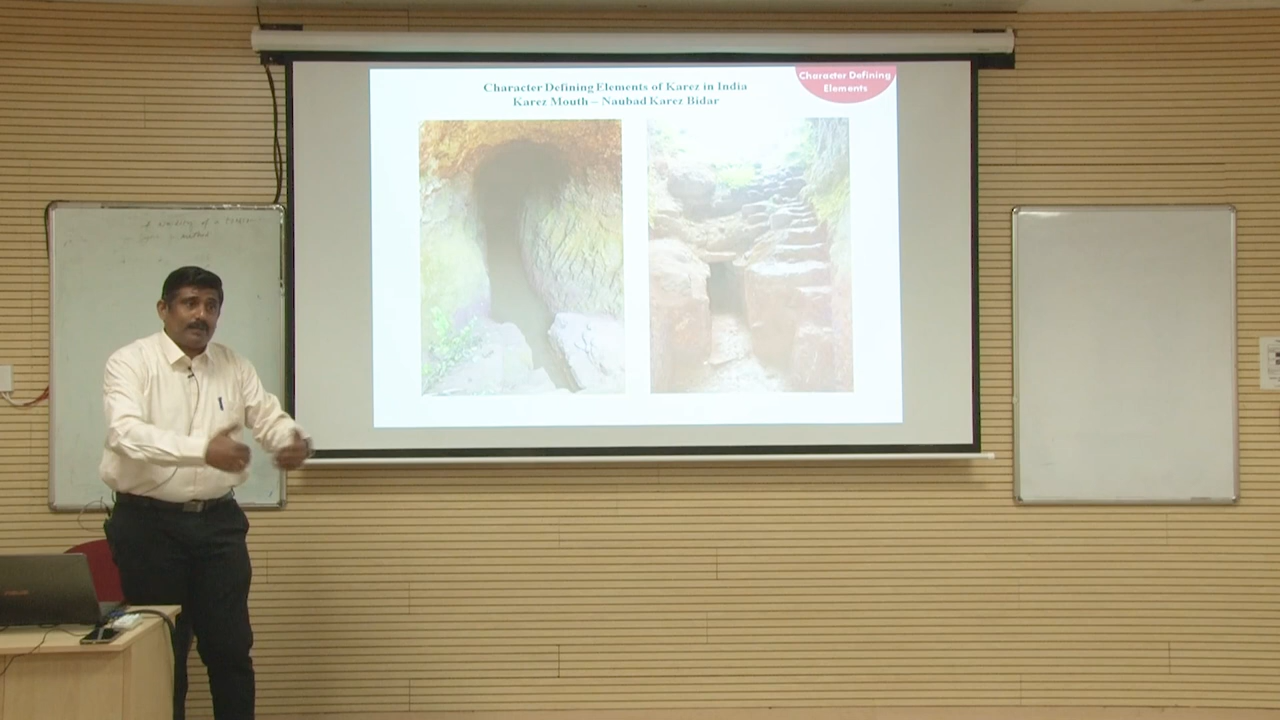 Character Defining Elements of Karez in India
Karez Mouth – Naubad Karez Bidar
Character Defining
Elements